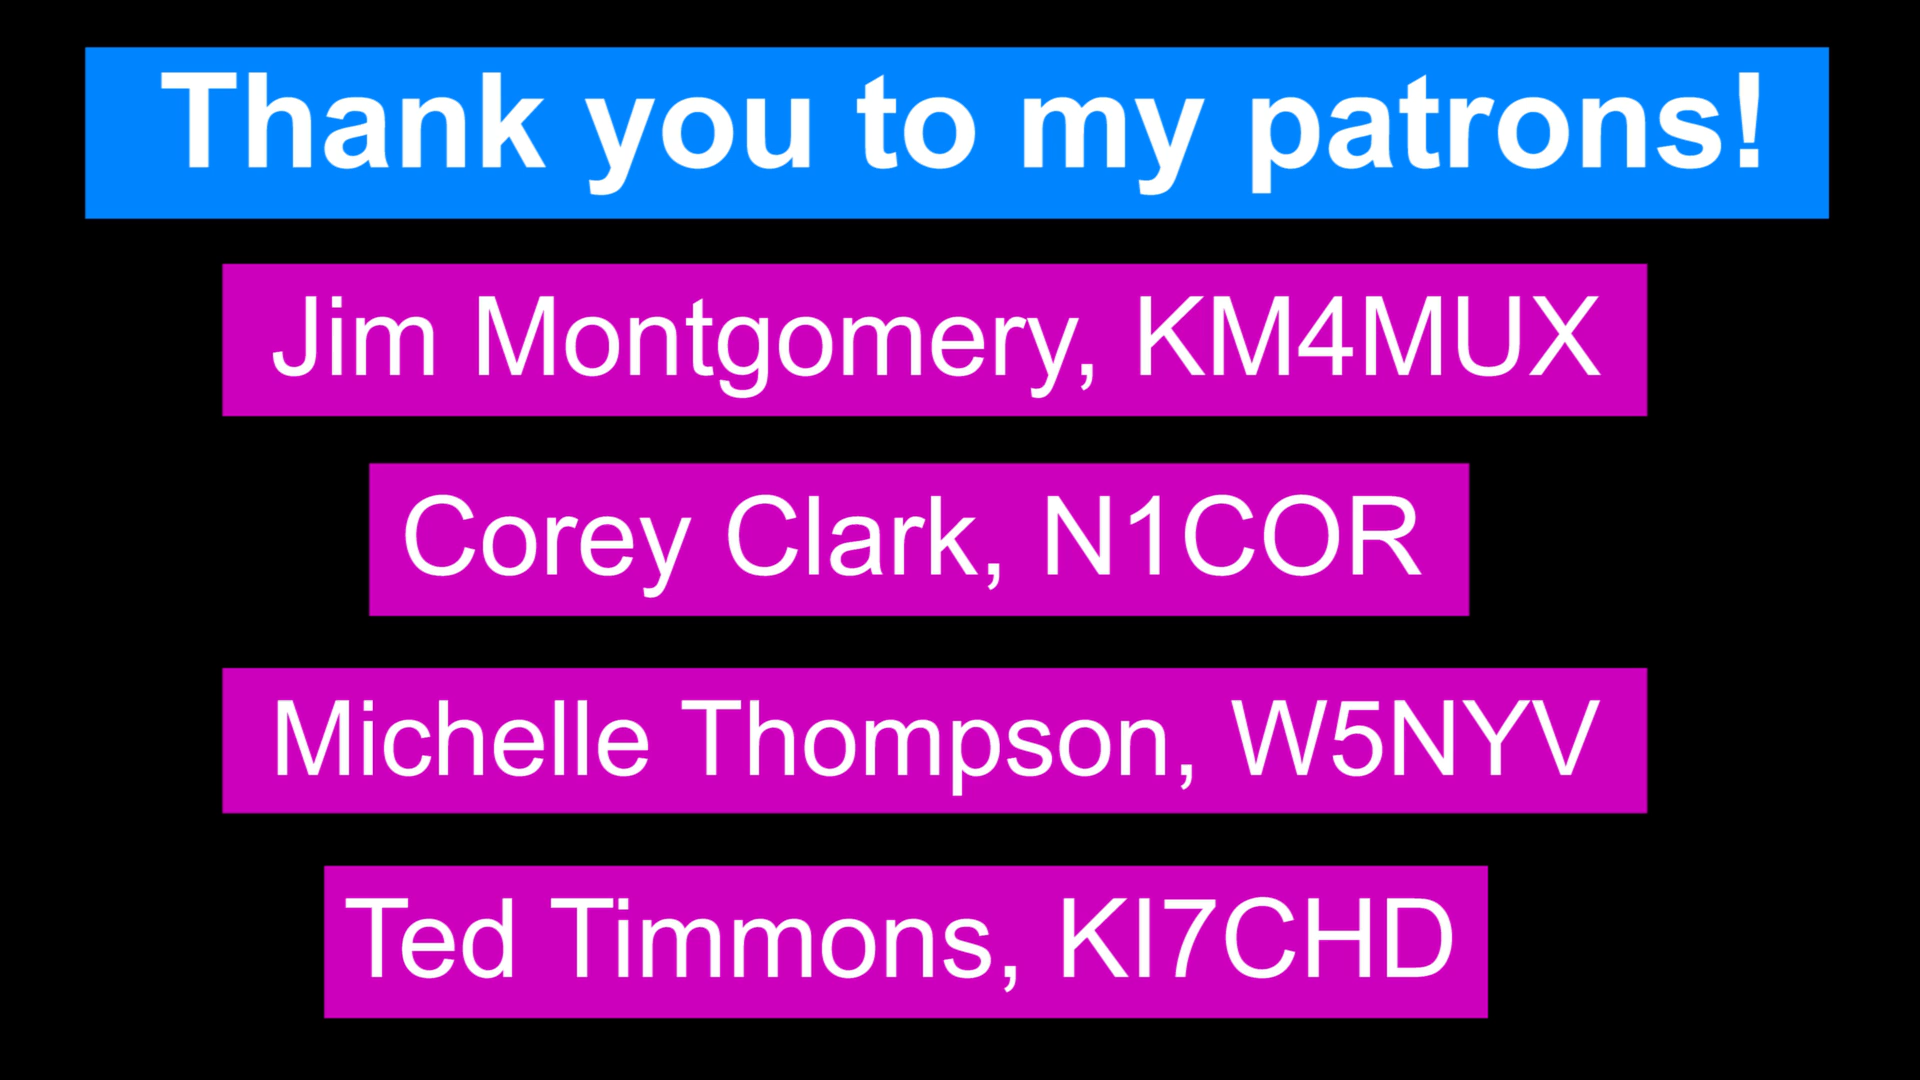 Thank you to my patrons!
Jim Montgomery, KM4MUX
Corey Clark, N1COR
Michelle Thompson, W5NYV
Ted Timmons, KI7CHD